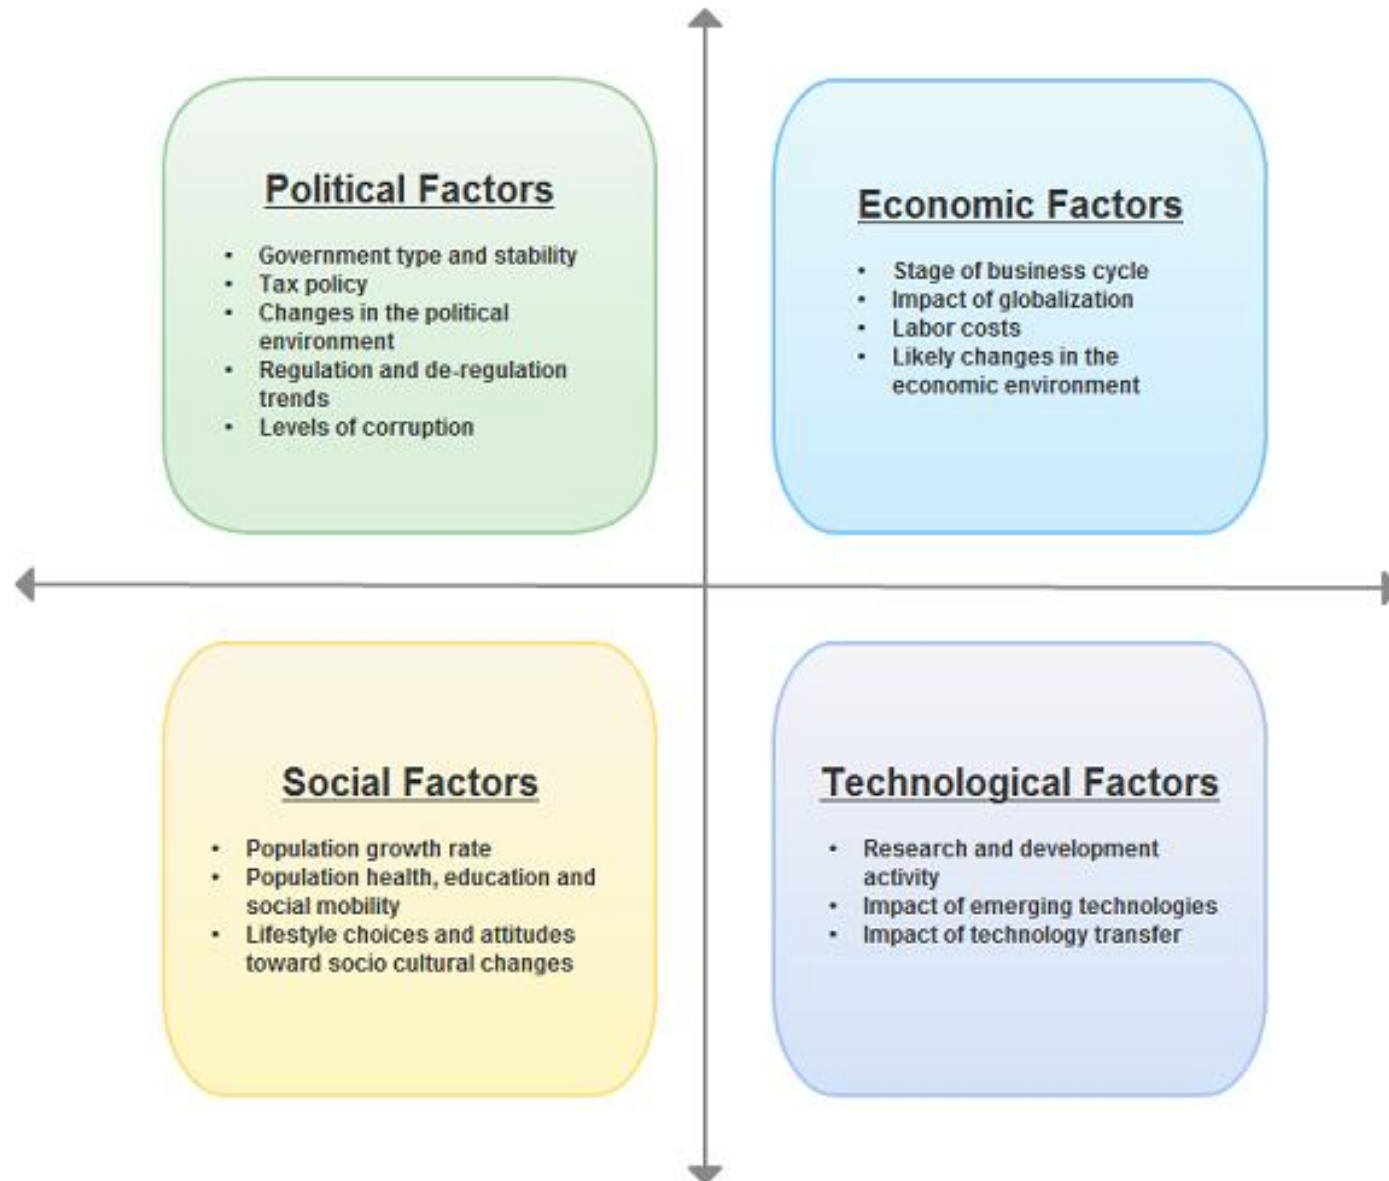 Political Factors
• Government type and stability
• Tax policy
• Changes in the political
environment
• Regulation and de-regulation
trends
• Levels of corruption
Economic Factors
• Stage of business cycle
• Impact of globalization
• Labor costs
• Likely changes in the
economic environment
Social Factors
• Population growth rate
• Population health, education and
social mobility
• Lifestyle choices and attitudes
toward socio cultural changes
Technological Factors
• Research and development
activity
• Impact of emerging technologies
• Impact of technology transfer